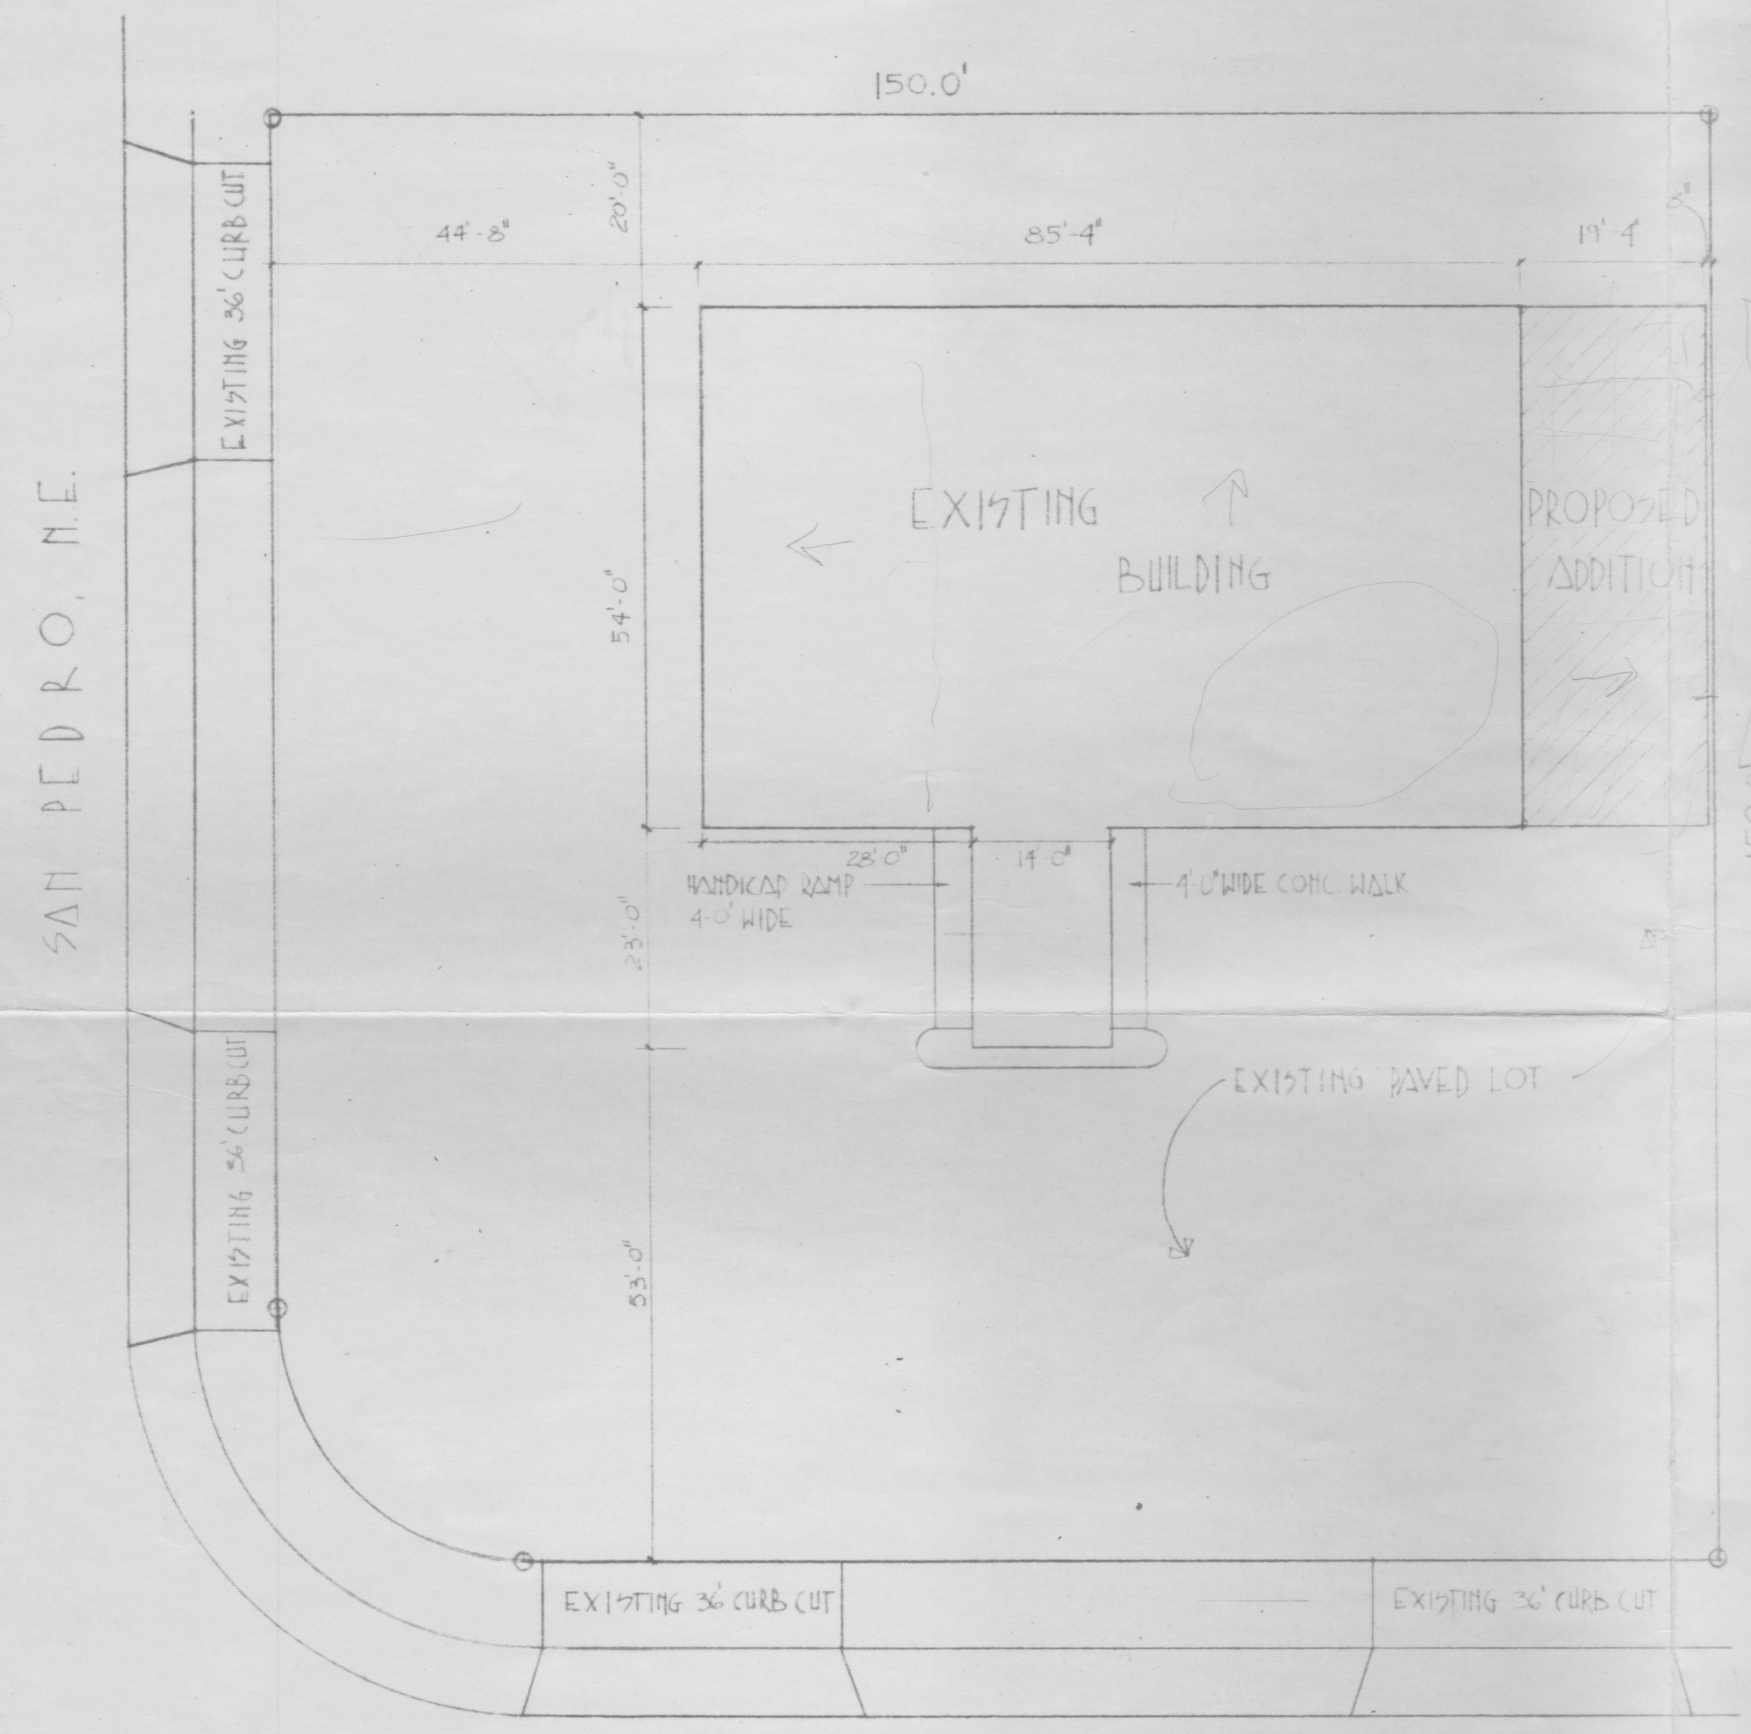 150.0'
20'-0"
8"
44'-8"
85'-4"
19'-4"
EXISTING 36' CURB CUT
SAN PEDRO, N.E.
EXISTING
BUILDING
PROPOSED
ADDITION
54'-0"
28'-0"
14'-0"
HANDICAP RAMP
4'-0" WIDE
4'-0" WIDE CONC. WALK
23'-0"
EXISTING PAVED LOT
EXISTING 36' CURB CUT
53'-0"
EXISTING 36' CURB CUT
EXISTING 36' CURB CUT